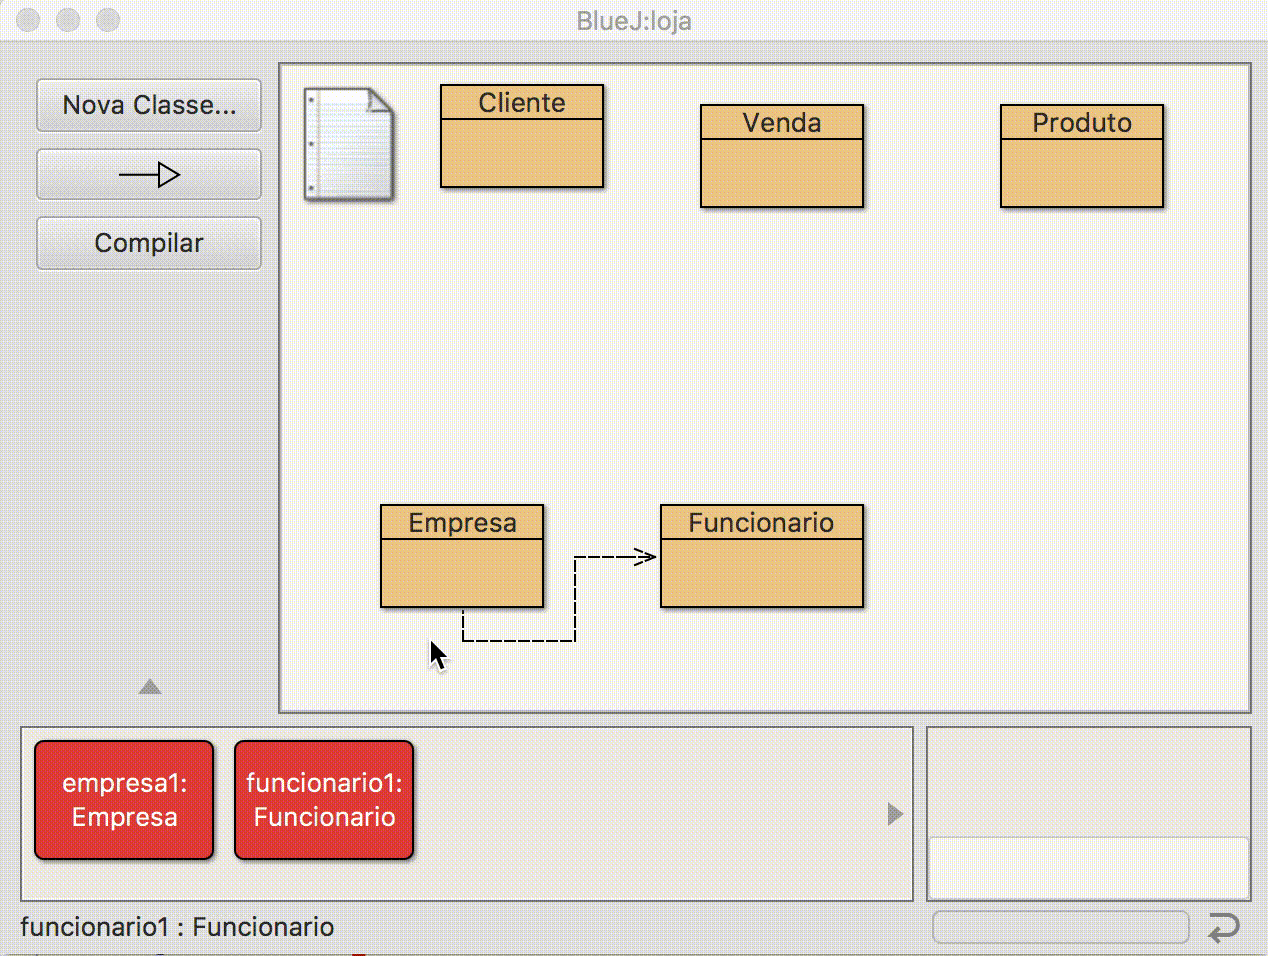 BlueJ:loja
Nova Classe...
Compilar
Cliente
Venda
Produto
Empresa
Funcionario
empresa1:
Empresa
funcionario1:
Funcionario
funcionario1 : Funcionario